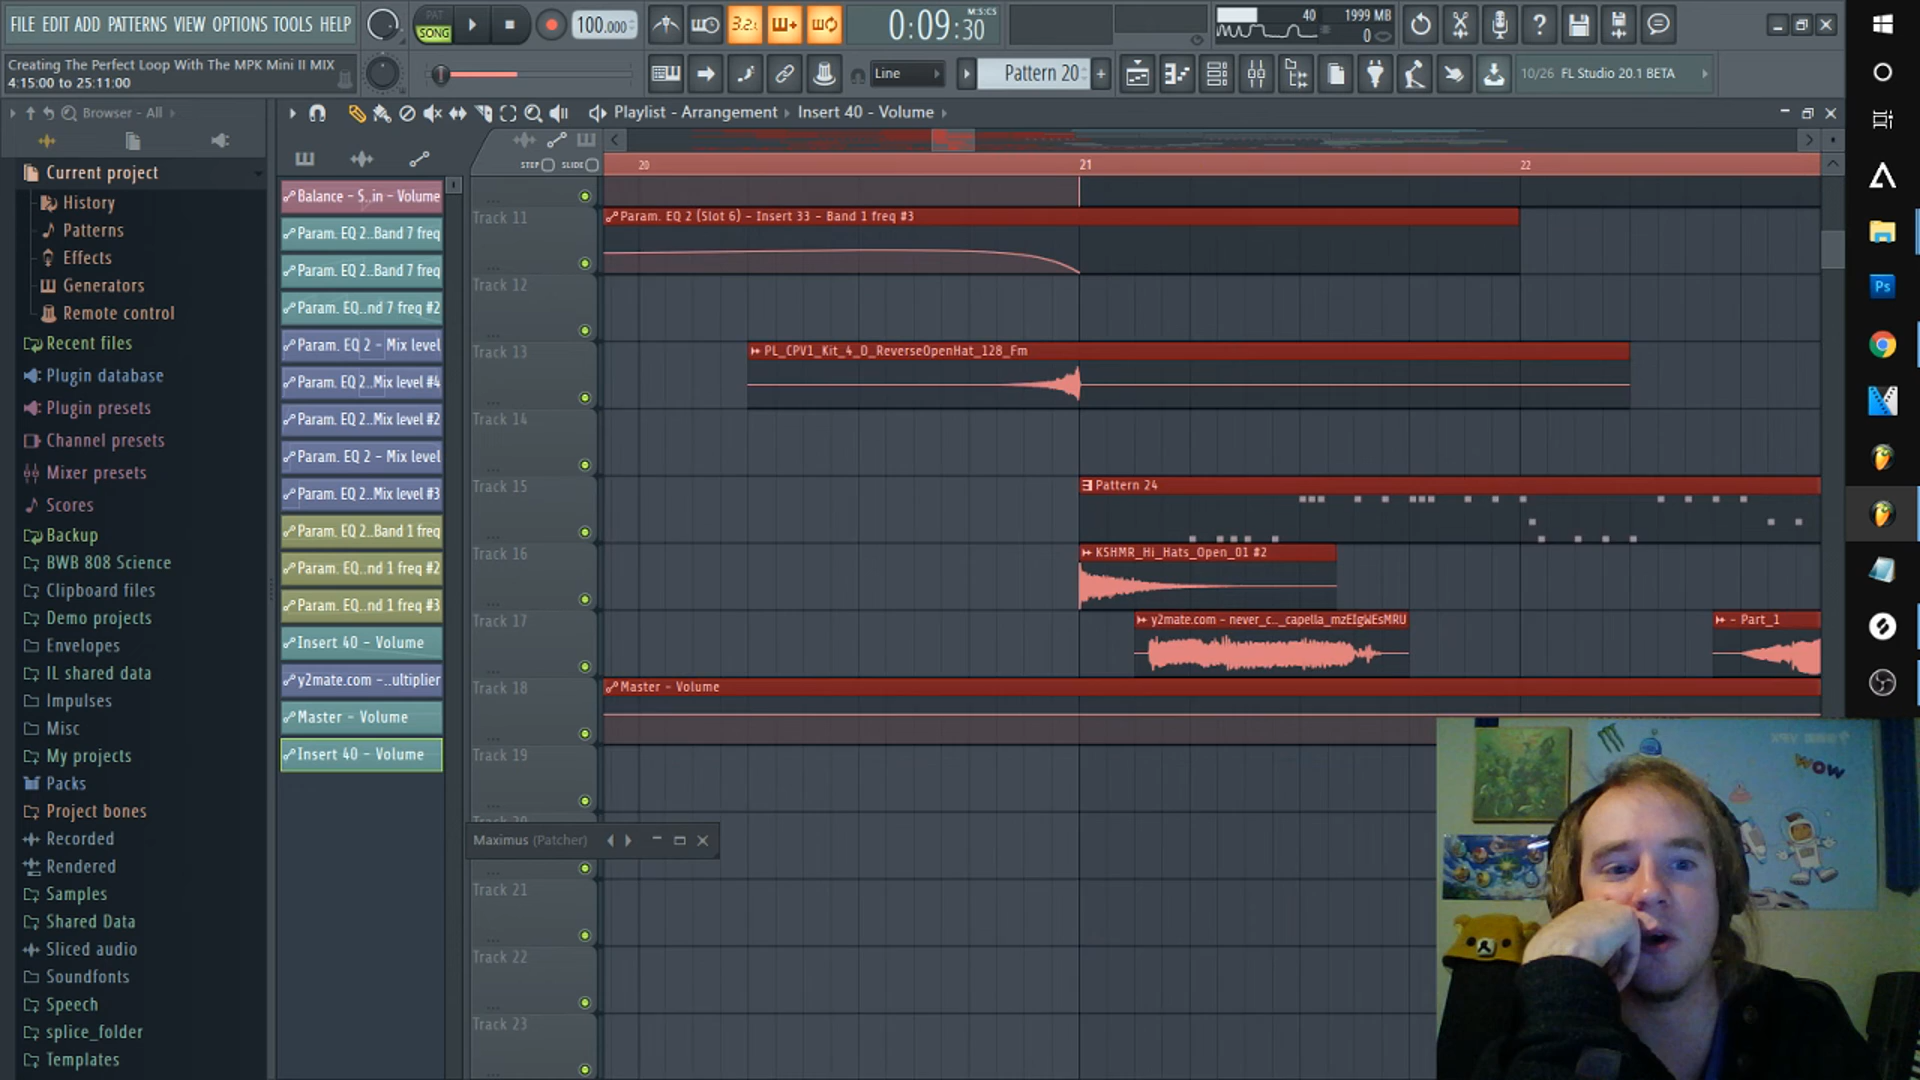 FILE EDIT ADD PATTERNS VIEW OPTIONS TOOLS HELP
PAT
SONG
100.000
3.2.
0:09:30
M:S:CS
40
1999 MB
0
Creating The Perfect Loop With The MPK Mini II MIX
4:15:00 to 25:11:00
Line
Pattern 20
+
10/26 FL Studio 20.1 BETA
Browser - All
Playlist - Arrangement
Insert 40 - Volume
Current project
History
Patterns
Effects
Generators
Remote control
Recent files
Plugin database
Plugin presets
Channel presets
Mixer presets
Scores
Backup
BWB 808 Science
Clipboard files
Demo projects
Envelopes
IL shared data
Impulses
Misc
My projects
Packs
Project bones
Recorded
Rendered
Samples
Shared Data
Sliced audio
Soundfonts
Speech
splice_folder
Templates
Balance - S..in - Volume
Param. EQ 2..Band 7 freq
Param. EQ 2..Band 7 freq
Param. EQ..nd 7 freq #2
Param. EQ 2 - Mix level
Param. EQ 2..Mix level #4
Param. EQ 2..Mix level #2
Param. EQ 2 - Mix level
Param. EQ 2..Mix level #3
Param. EQ 2..Band 1 freq
Param. EQ..nd 1 freq #2
Param. EQ..nd 1 freq #3
Insert 40 - Volume
y2mate.com -..ultiplier
Master - Volume
Insert 40 - Volume
STEP
SLIDE
20
21
22
Track 11
Param. EQ 2 (Slot 6) - Insert 33 - Band 1 freq #3
Track 12
Track 13
PL_CPV1_Kit_4_D_ReverseOpenHat_128_Fm
Track 14
Track 15
Pattern 24
Track 16
KSHMR_Hi_Hats_Open_01 #2
Track 17
y2mate.com - never_c.._capella_mzEIgWEsMRU
- Part_1
Track 18
Master - Volume
Track 19
Maximus (Patcher)
Track 21
Track 22
Track 23
Ps
WOW